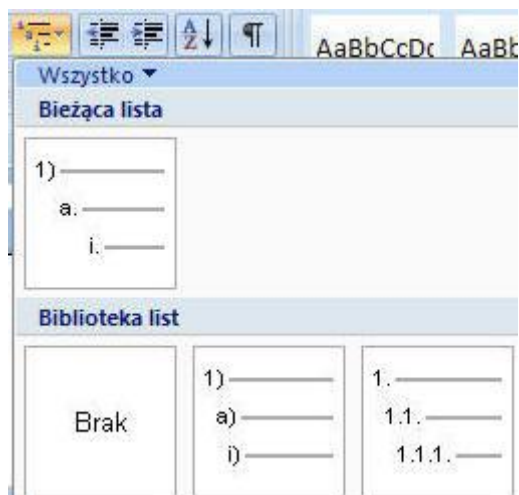 AaBbCcDc AaBb
Wszystko
Bieżąca lista
1)
a.
i.
Biblioteka list
Brak
1)
a)
i)
1.
1.1.
1.1.1.